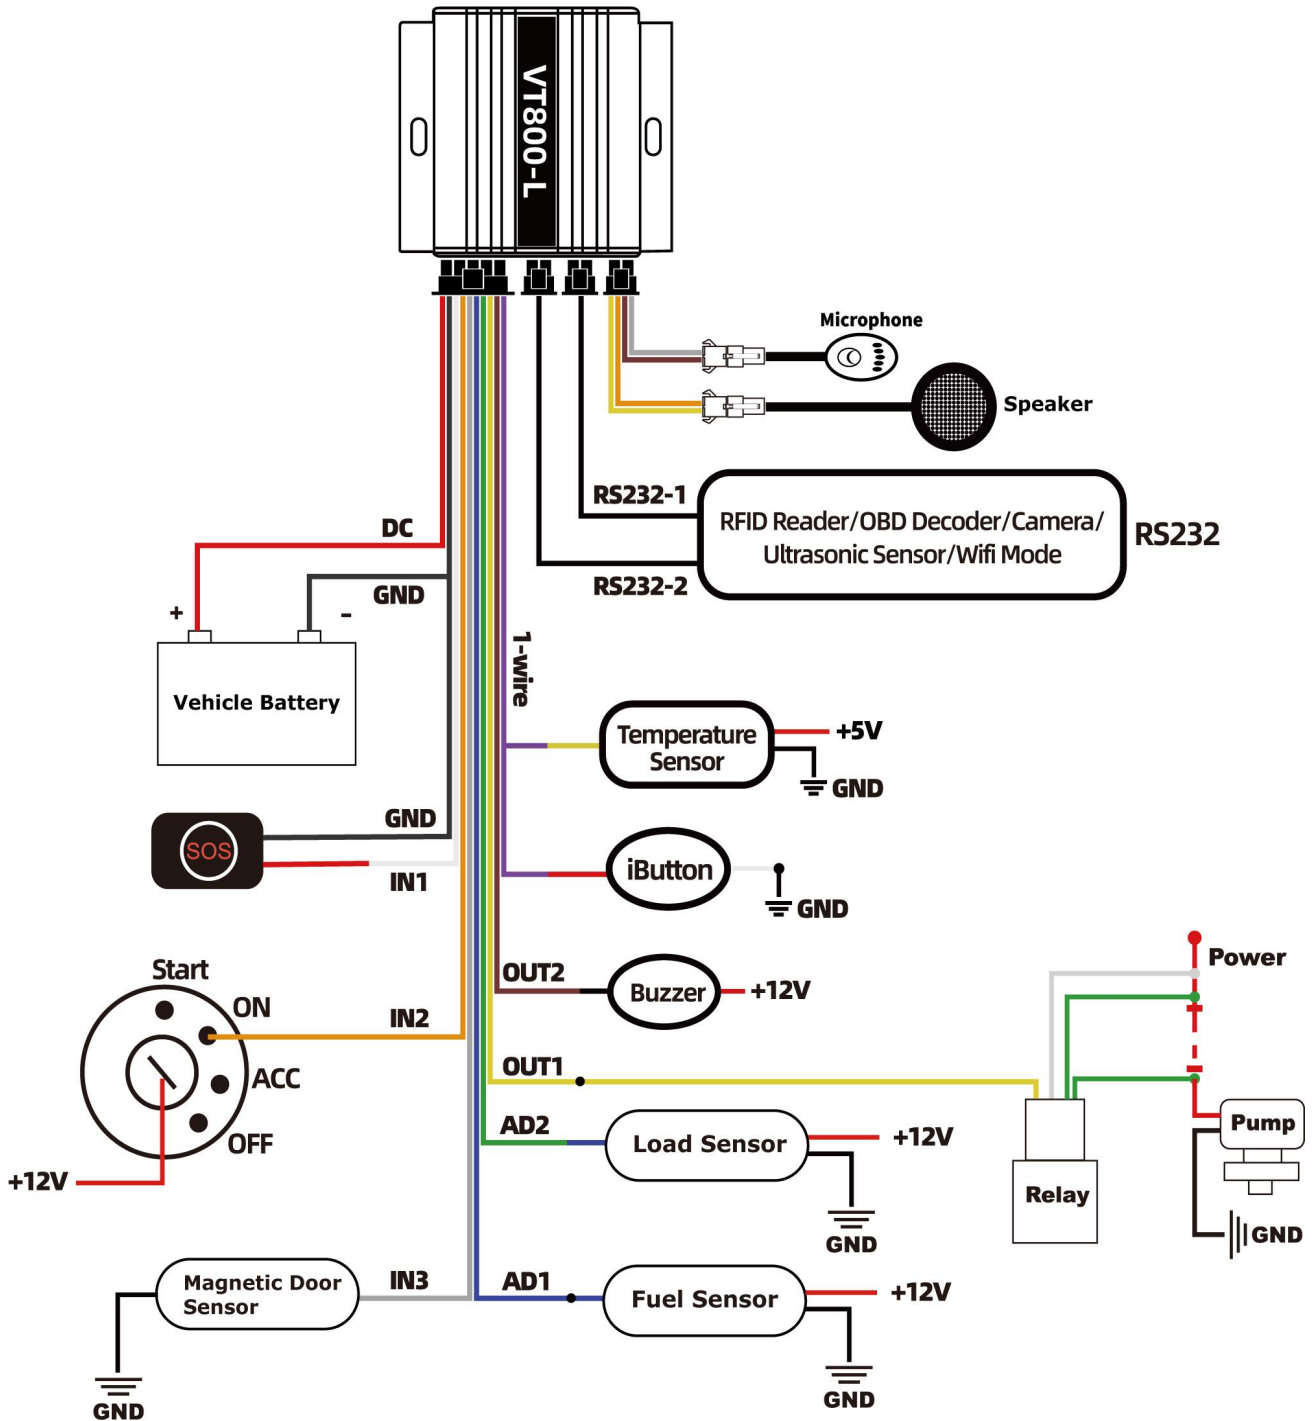 VT800-L
Microphone
Speaker
RS232-1
RFID Reader/OBD Decoder/Camera/
Ultrasonic Sensor/Wifi Mode
RS232
RS232-2
DC
GND
+
-
Vehicle Battery
1-wire
Temperature
Sensor
+5V
GND
GND
SOS
IN1
iButton
GND
Start
ON
ACC
OFF
+12V
IN2
OUT2
Buzzer
+12V
Power
OUT1
AD2
Load Sensor
+12V
GND
Relay
Pump
GND
Magnetic Door
Sensor
IN3
GND
AD1
Fuel Sensor
+12V
GND